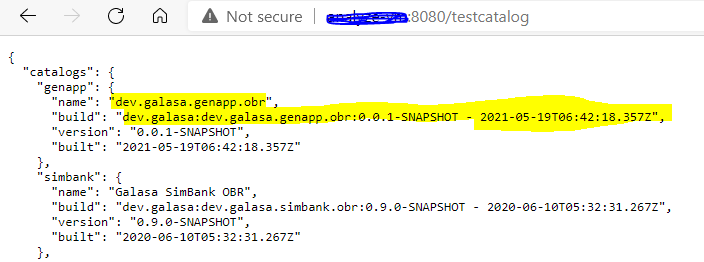 Not secure :8080/testcatalog
{
"catalogs": {
"genapp": {
"name": "dev.galasa.genapp.obr",
"build": "dev.galasa:dev.galasa.genapp.obr:0.0.1-SNAPSHOT - 2021-05-19T06:42:18.357Z",
"version": "0.0.1-SNAPSHOT",
"built": "2021-05-19T06:42:18.357Z"
},
"simbank": {
"name": "Galasa SimBank OBR",
"build": "dev.galasa:dev.galasa.simbank.obr:0.9.0-SNAPSHOT - 2020-06-10T05:32:31.267Z",
"version": "0.9.0-SNAPSHOT",
"built": "2020-06-10T05:32:31.267Z"
},